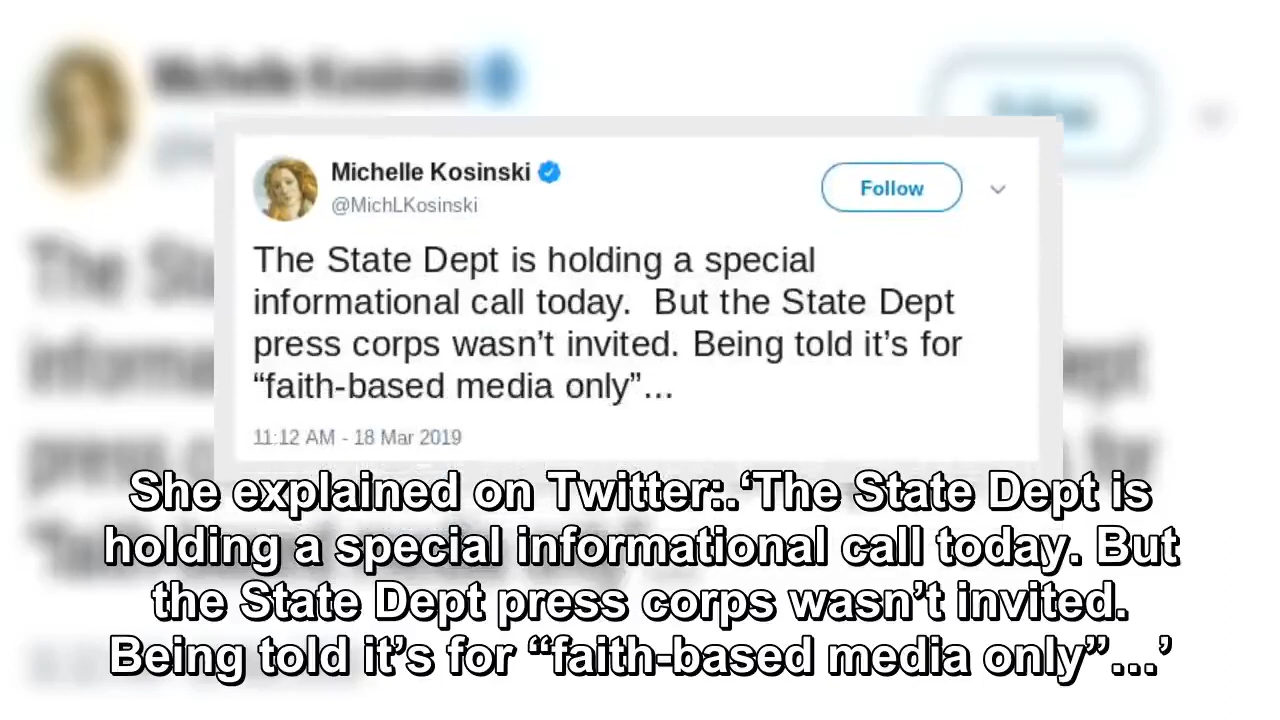 Michelle Kosinski
@MichLKosinski
Follow
The State Dept is holding a special
informational call today.  But the State Dept
press corps wasn’t invited. Being told it’s for
“faith-based media only”...
11:12 AM - 18 Mar 2019
She explained on Twitter:.‘The State Dept is
holding a special informational call today. But
the State Dept press corps wasn’t invited.
Being told it’s for “faith-based media only”...’